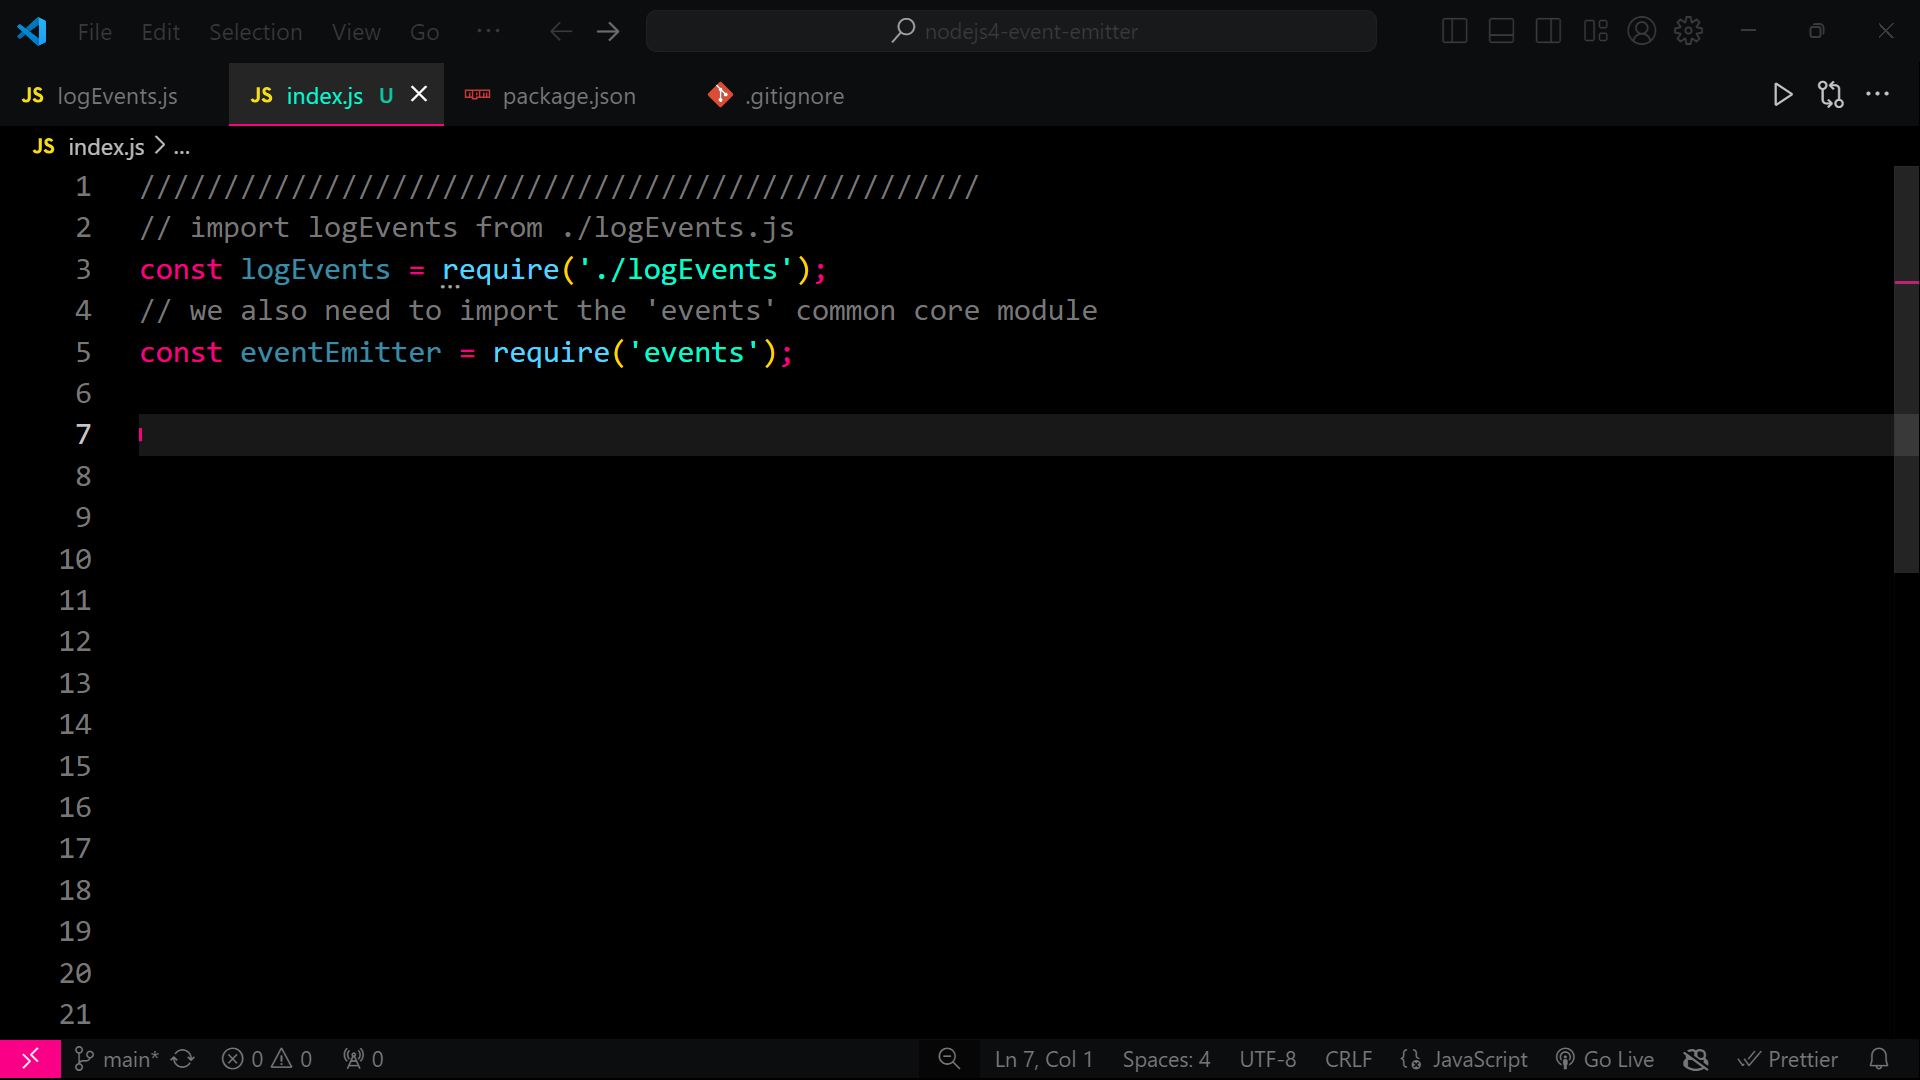 File Edit Selection View Go ··· nodejs4-event-emitter
JS logEvents.js JS index.js U package.json .gitignore
JS index.js > ...
1 //////////////////////////////////////////////////
2 // import logEvents from ./logEvents.js
3 const logEvents = require('./logEvents');
4 // we also need to import the 'events' common core module
5 const eventEmitter = require('events');
6
7
8
9
10
11
12
13
14
15
16
17
18
19
20
21
main* 0 0 0 Ln 7, Col 1 Spaces: 4 UTF-8 CRLF JavaScript Go Live Prettier